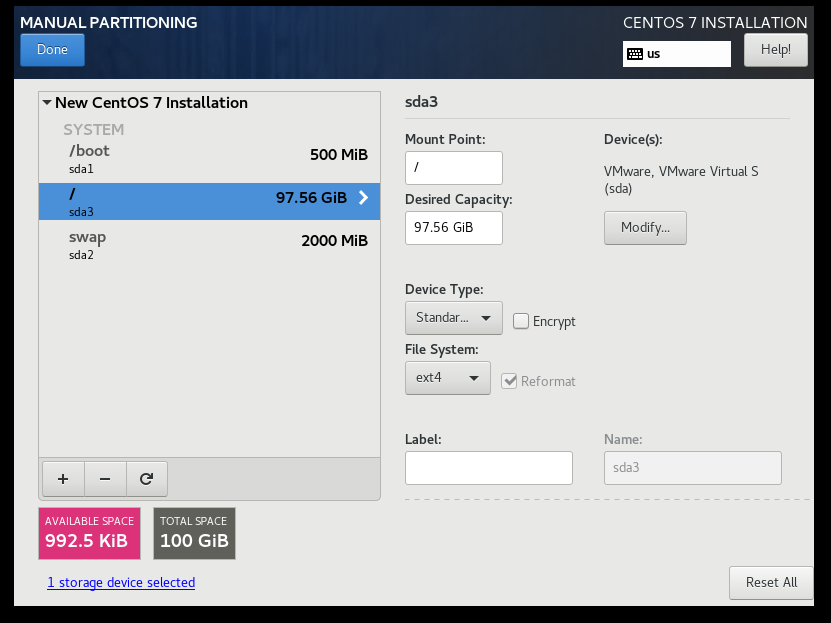 MANUAL PARTITIONING
CENTOS 7 INSTALLATION
Done
us
Help!
New CentOS 7 Installation
SYSTEM
/boot
500 MiB
sda1
/
97.56 GiB
sda3
swap
2000 MiB
sda2
+ −
AVAILABLE SPACE
992.5 KiB
TOTAL SPACE
100 GiB
1 storage device selected
sda3
Mount Point:
/
Desired Capacity:
97.56 GiB
Device(s):
VMware, VMware Virtual S
(sda)
Modify...
Device Type:
Standar...
Encrypt
File System:
ext4
Reformat
Label:
Name:
sda3
Reset All